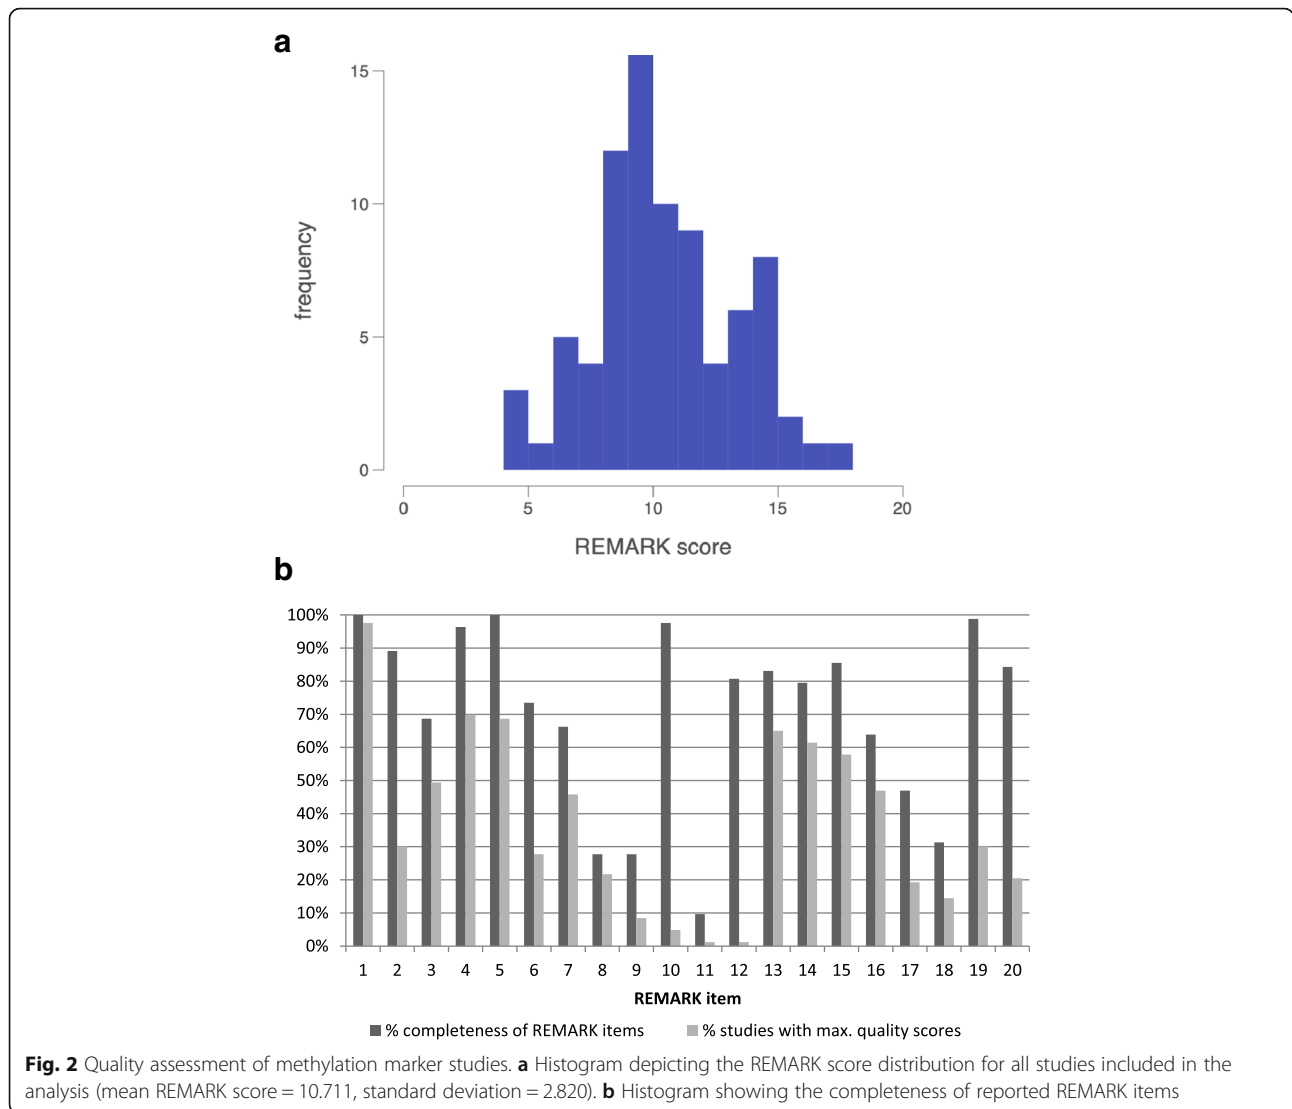 a
15
10
5
0
frequency
0 5 10 15 20
REMARK score
b
100%
90%
80%
70%
60%
50%
40%
30%
20%
10%
0%
1 2 3 4 5 6 7 8 9 10 11 12 13 14 15 16 17 18 19 20
REMARK item
% completeness of REMARK items % studies with max. quality scores
Fig. 2 Quality assessment of methylation marker studies. a Histogram depicting the REMARK score distribution for all studies included in the
analysis (mean REMARK score = 10.711, standard deviation = 2.820). b Histogram showing the completeness of reported REMARK items